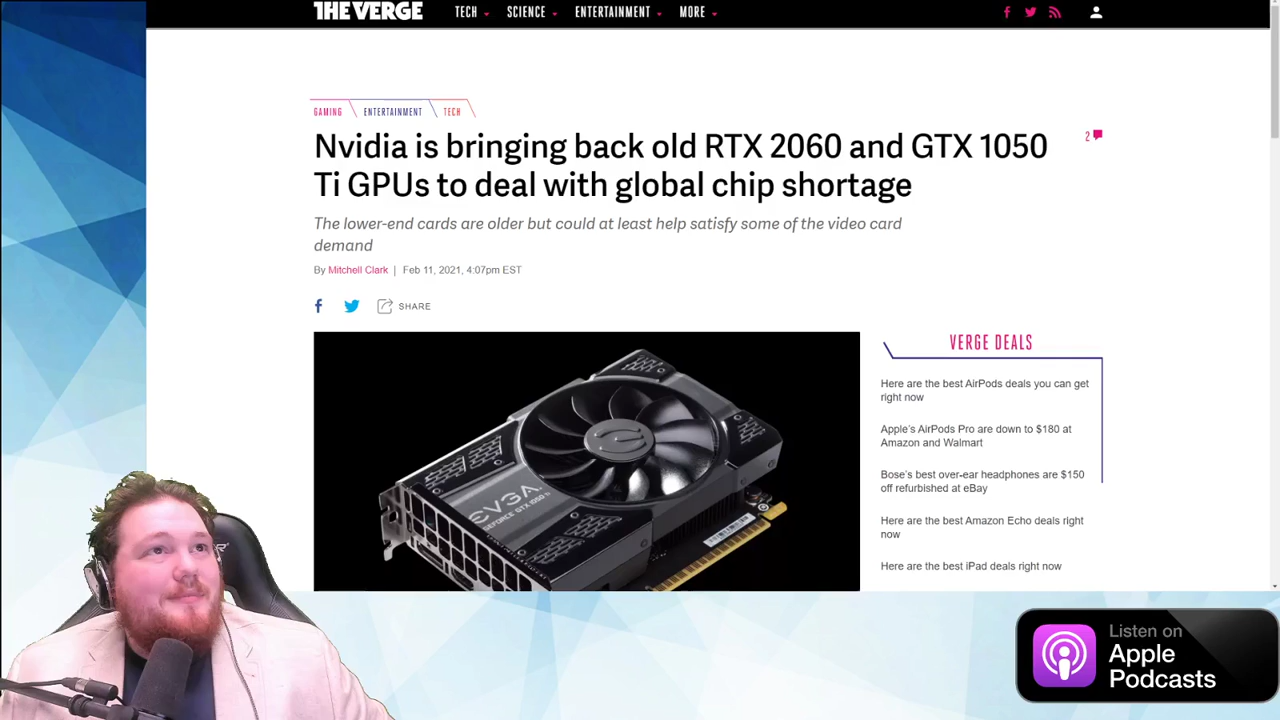 THE VERGE
TECH
SCIENCE
ENTERTAINMENT
MORE
GAMING
ENTERTAINMENT
TECH
Nvidia is bringing back old RTX 2060 and GTX 1050
Ti GPUs to deal with global chip shortage
2
The lower-end cards are older but could at least help satisfy some of the video card
demand
By Mitchell Clark | Feb 11, 2021, 4:07pm EST
SHARE
EVGA
GEFORCE GTX 1050 Ti
VERGE DEALS
Here are the best AirPods deals you can get
right now
Apple's AirPods Pro are down to $180 at
Amazon and Walmart
Bose's best over-ear headphones are $150
off refurbished at eBay
Here are the best Amazon Echo deals right
now
Here are the best iPad deals right now
Listen on
Apple
Podcasts